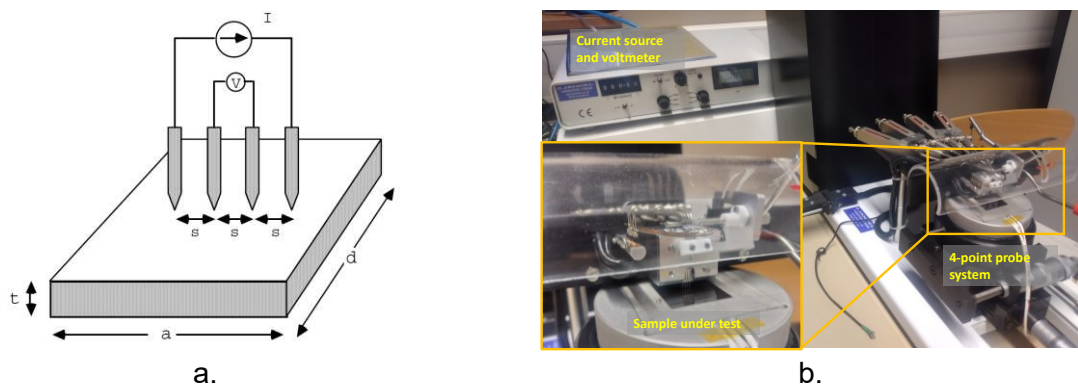 I
V
s s s
d
t
a
a.
Current source
and voltmeter
CE
Sample under test
4-point probe
system
b.